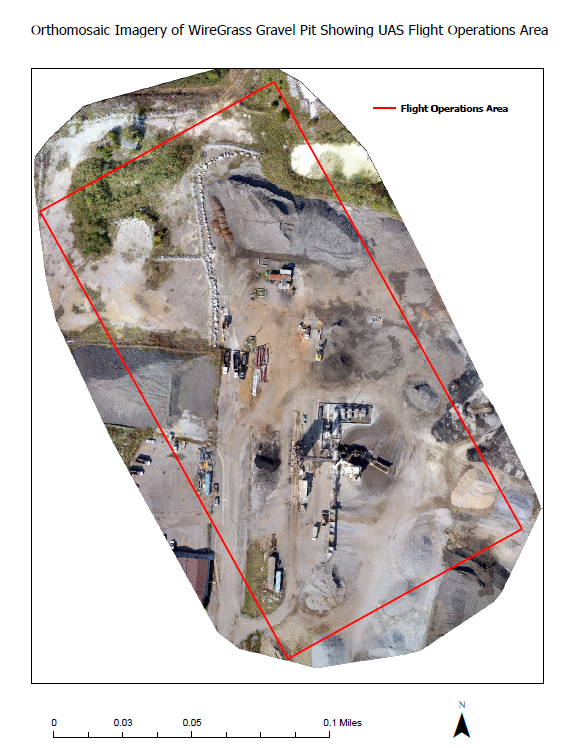 Orthomosaic Imagery of WireGrass Gravel Pit Showing UAS Flight Operations Area
Flight Operations Area
N
0 0.03 0.05 0.1 Miles